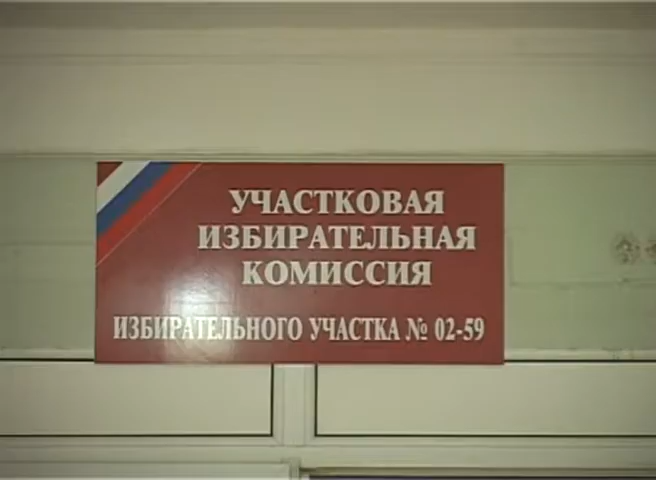 УЧАСТКОВАЯ
ИЗБИРАТЕЛЬНАЯ
КОМИССИЯ
ИЗБИРАТЕЛЬНОГО УЧАСТКА № 02-59